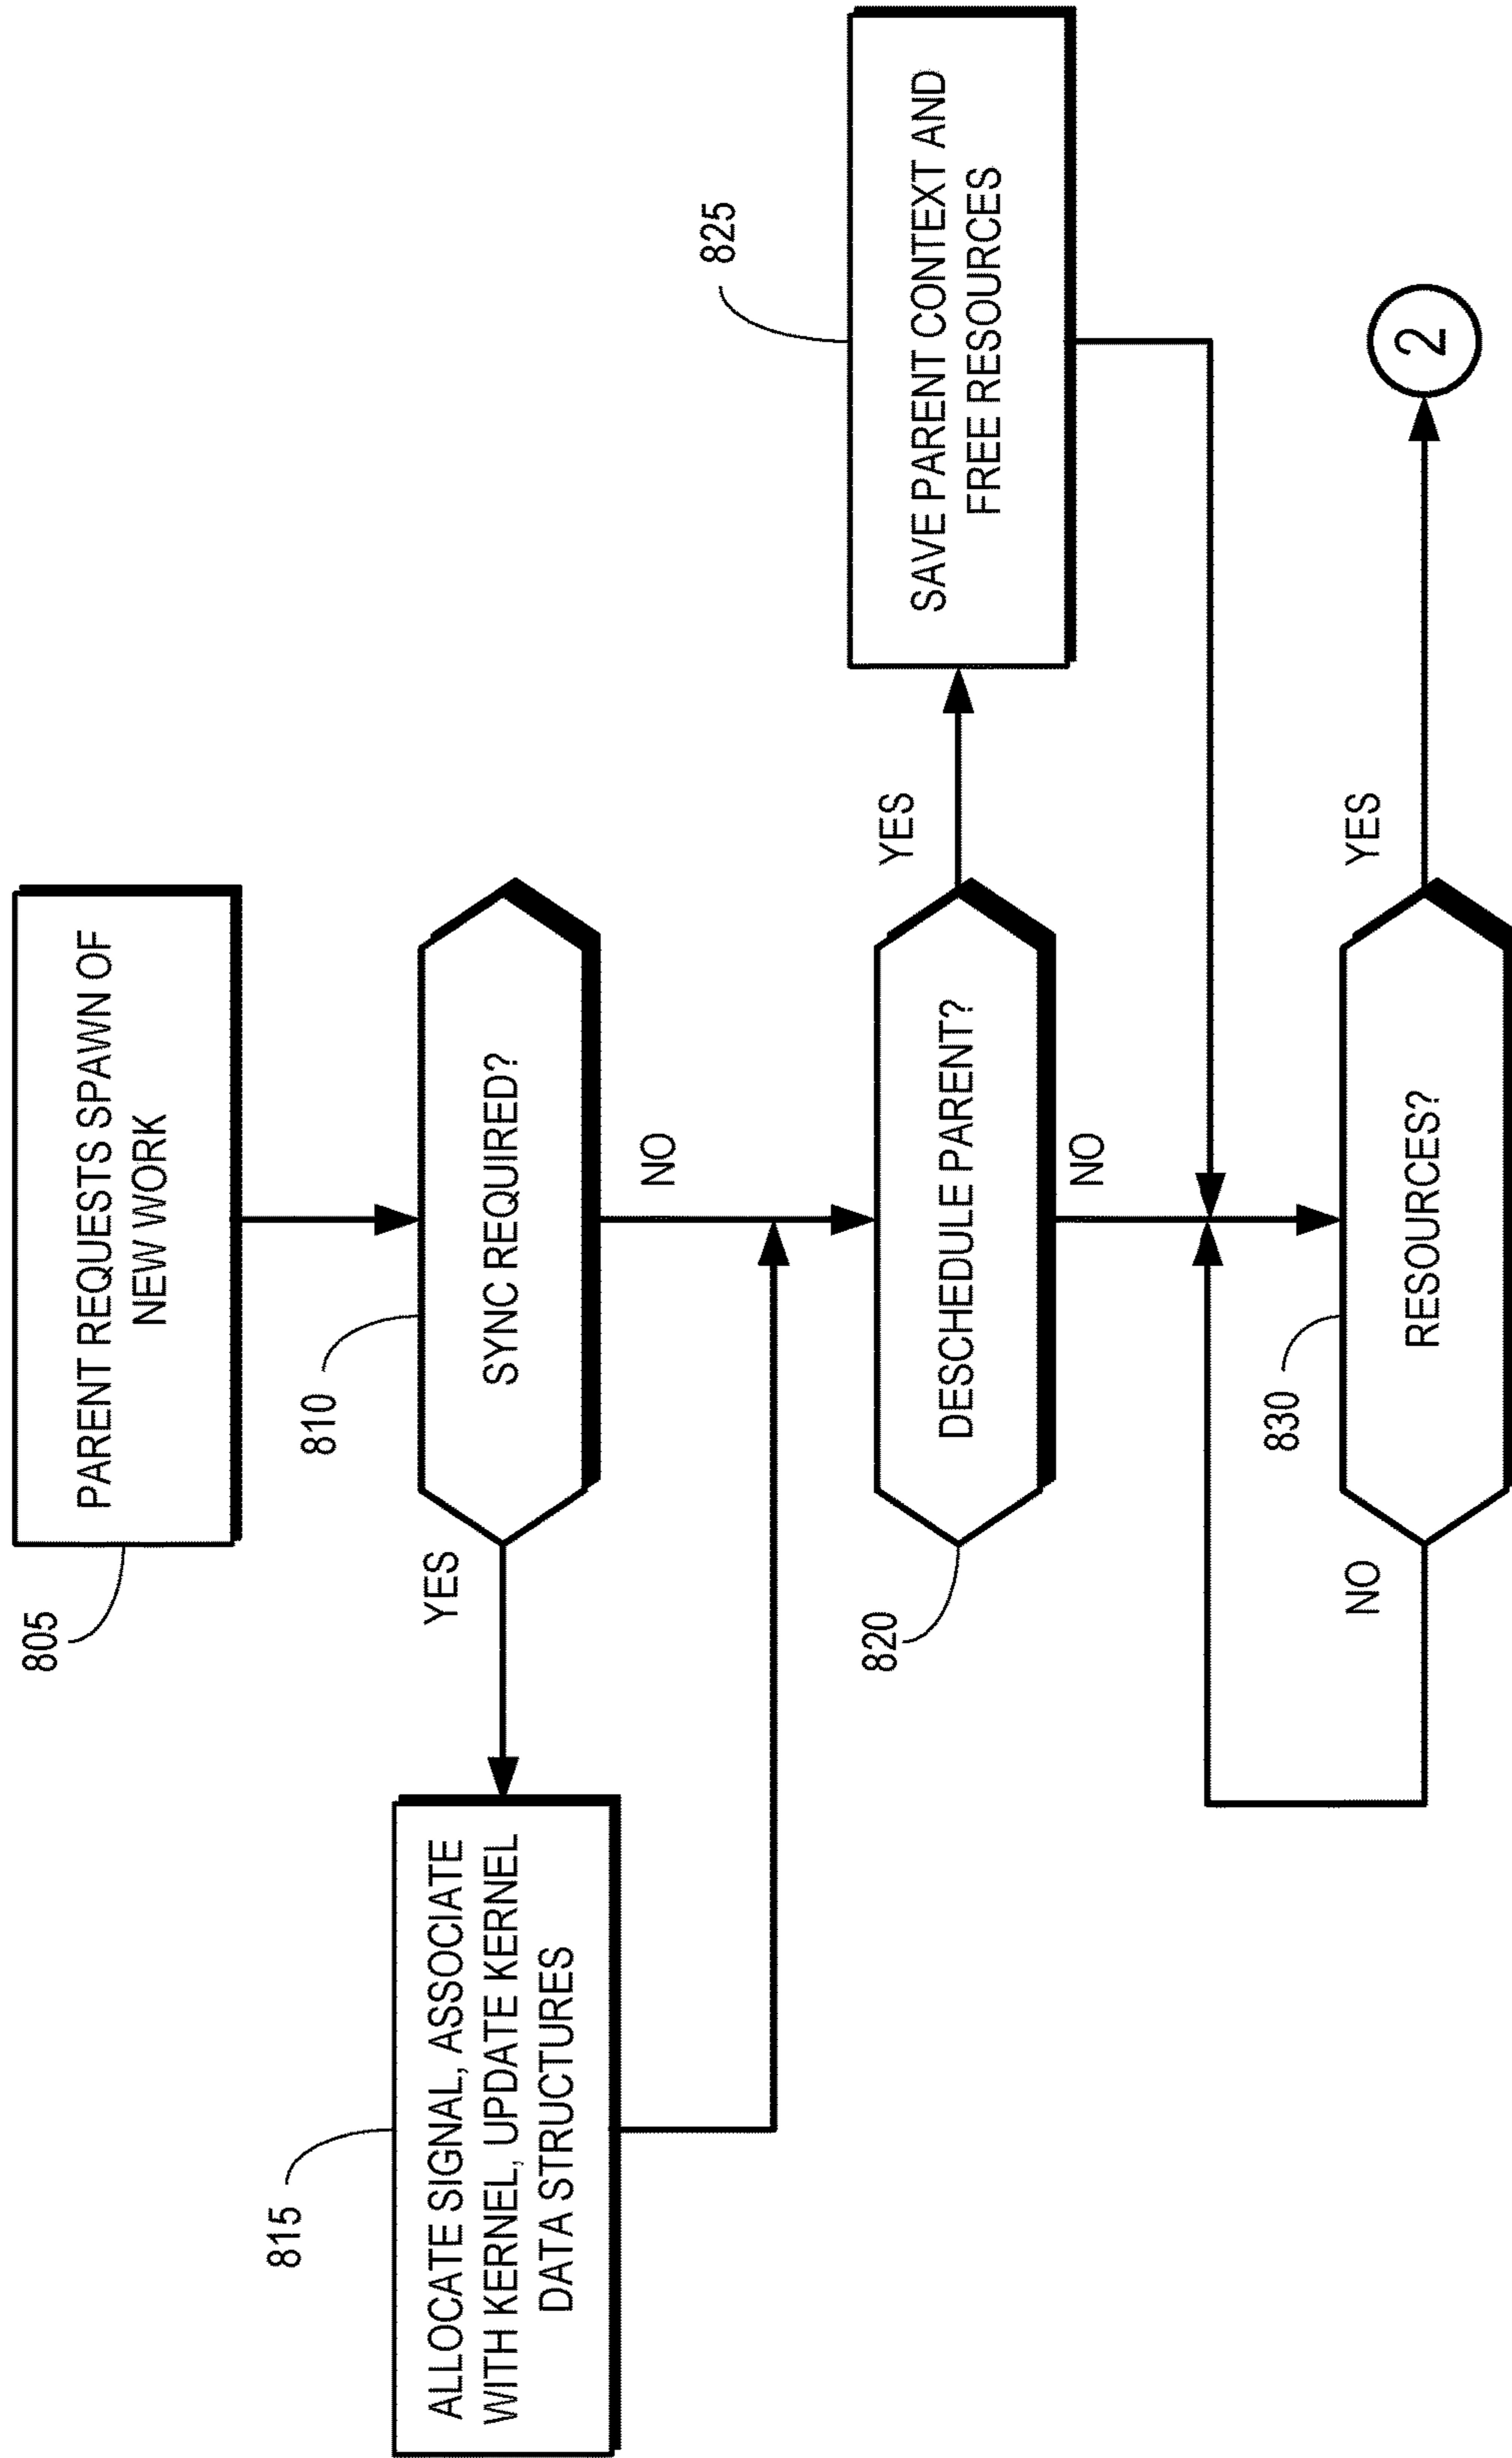 805
PARENT REQUESTS SPAWN OF
NEW WORK
810
SYNC REQUIRED?
YES
NO
815
ALLOCATE SIGNAL, ASSOCIATE
WITH KERNEL, UPDATE KERNEL
DATA STRUCTURES
820
DESCHEDULE PARENT?
YES
NO
825
SAVE PARENT CONTEXT AND
FREE RESOURCES
830
RESOURCES?
NO
YES
2